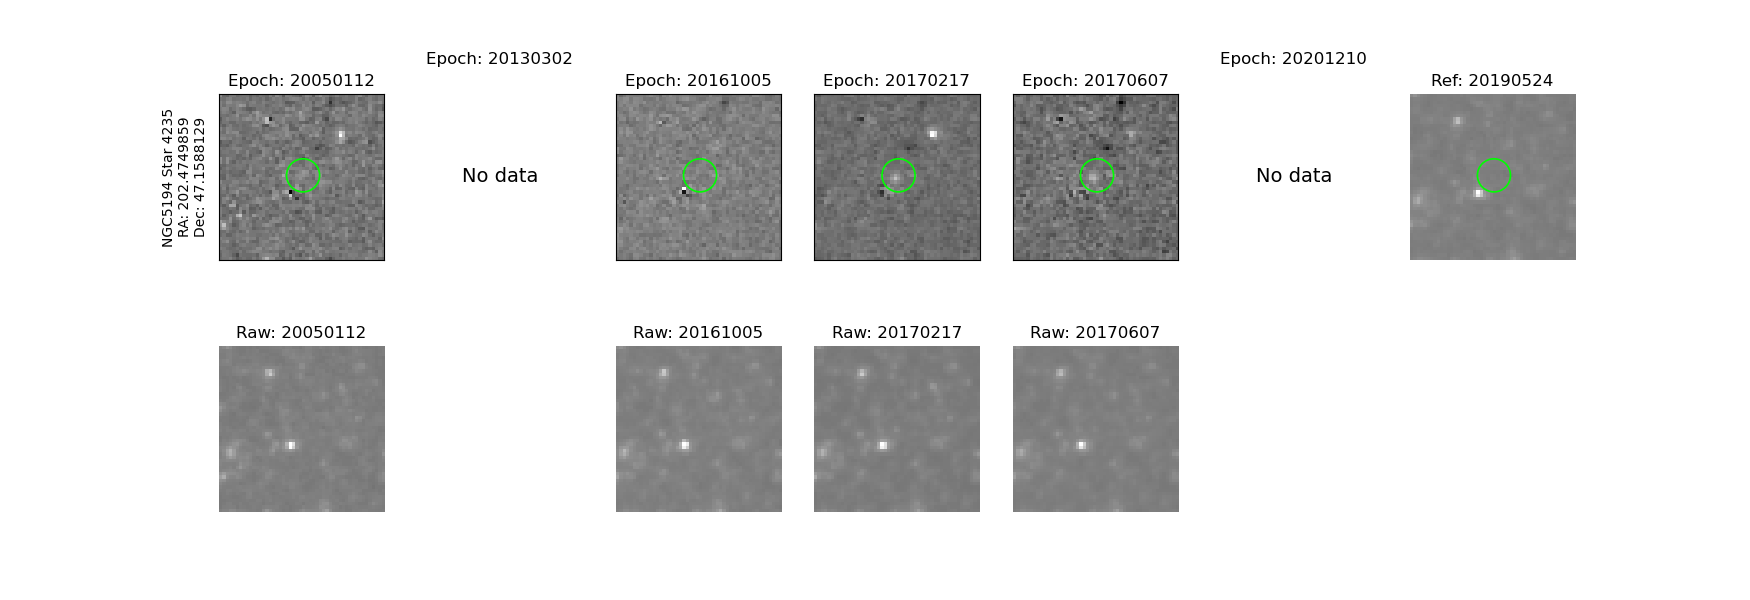 Epoch: 20130302
Epoch: 20201210
Epoch: 20050112
Epoch: 20161005
Epoch: 20170217
Epoch: 20170607
Ref: 20190524
NGC5194 Star 4235
RA: 202.4749859
Dec: 47.1588129
No data
No data
Raw: 20050112
Raw: 20161005
Raw: 20170217
Raw: 20170607